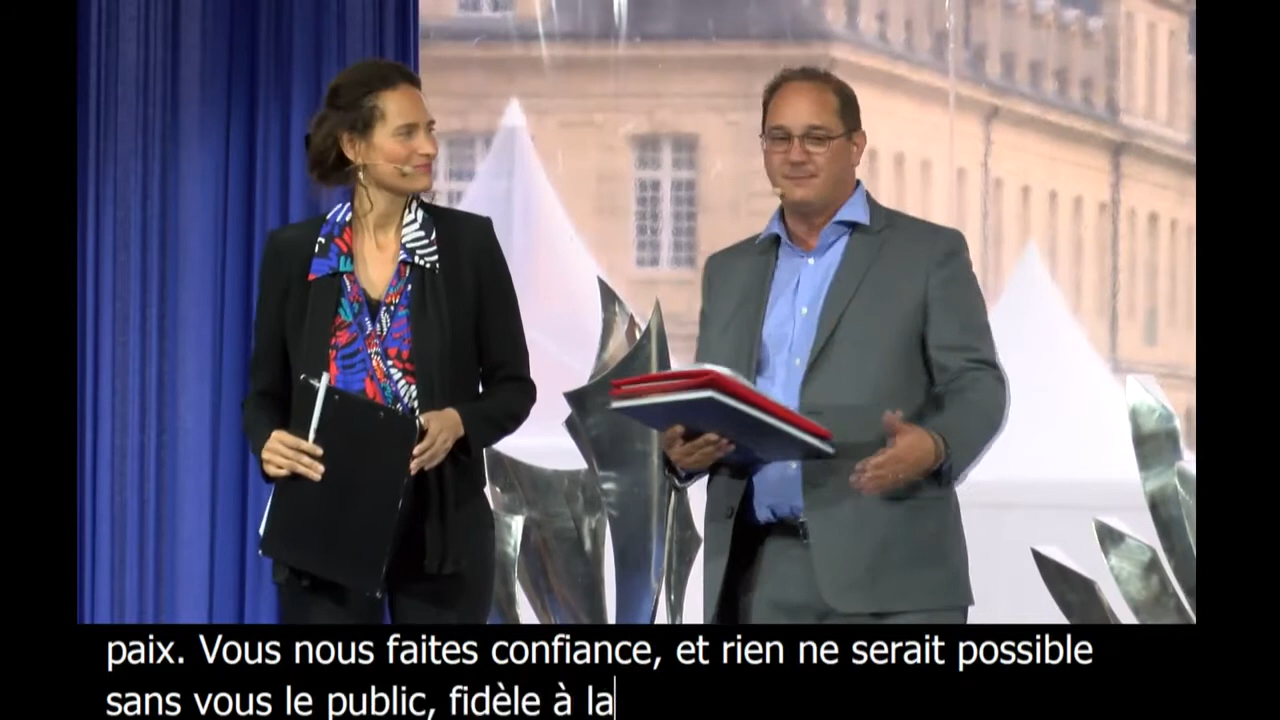 paix. Vous nous faites confiance, et rien ne serait possible
sans vous le public, fidèle à la